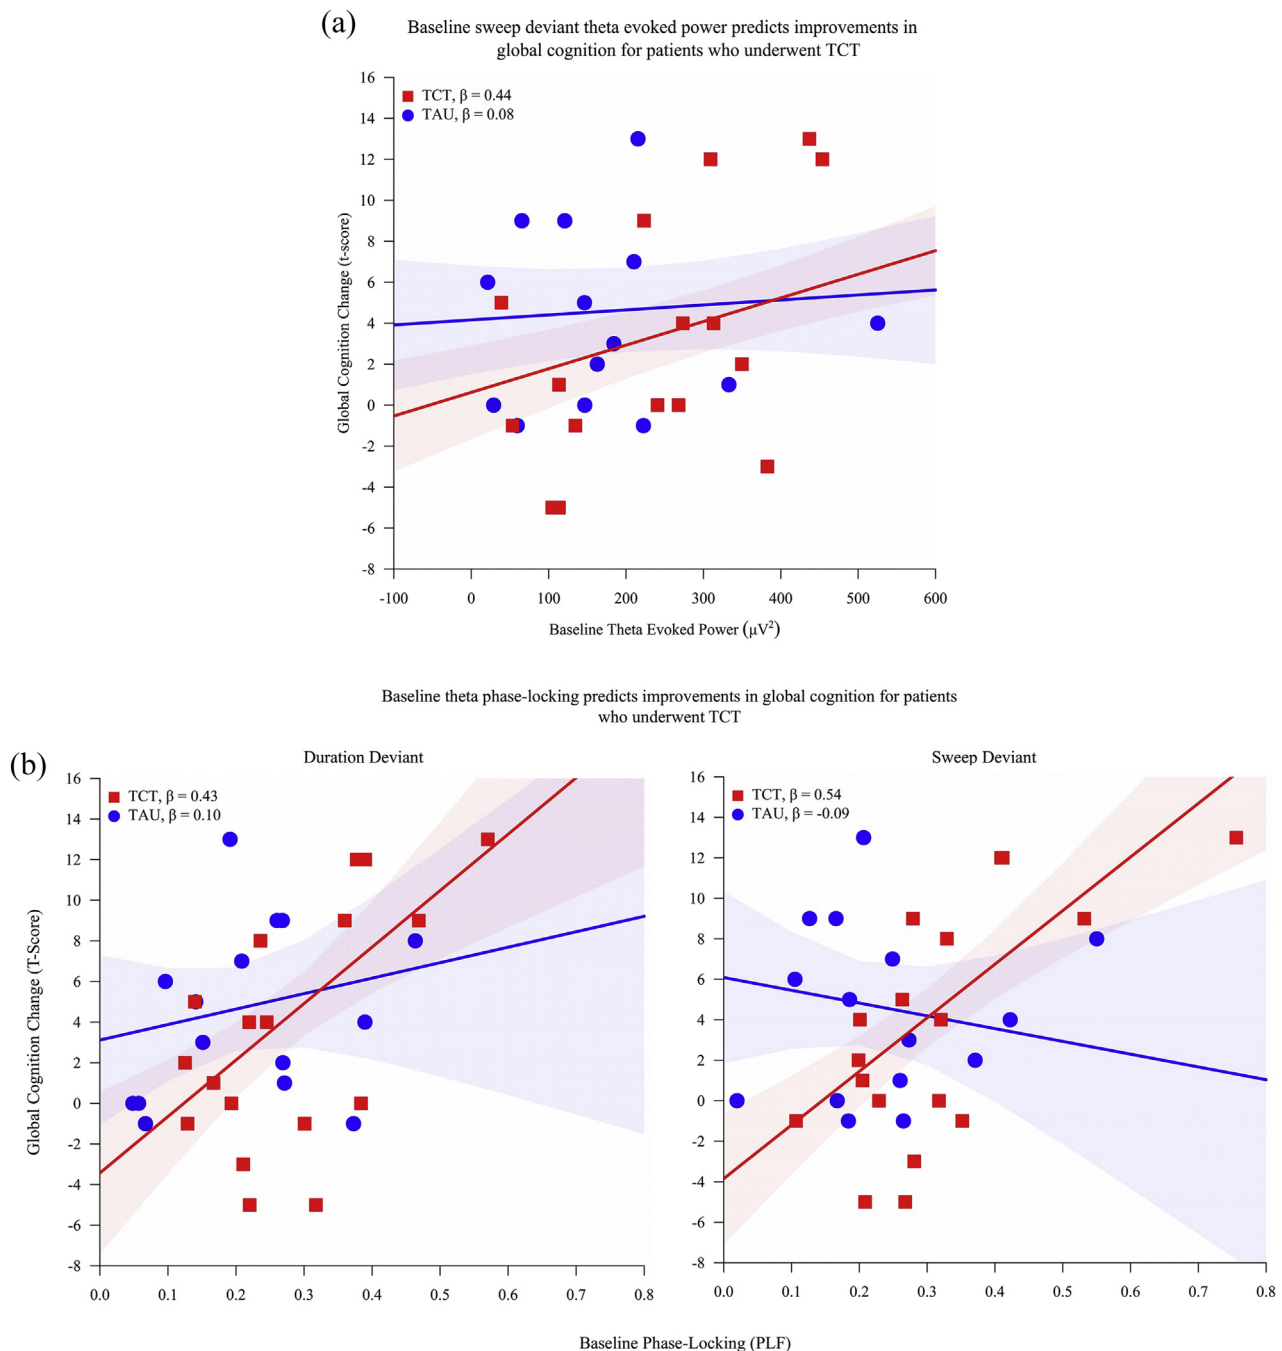 (a)
Baseline sweep deviant theta evoked power predicts improvements in
global cognition for patients who underwent TCT
16
14
12
10
8
6
4
2
0
-2
-4
-6
-8
TCT, β = 0.44
TAU, β = 0.08
Global Cognition Change (t-score)
-100 0 100 200 300 400 500 600
Baseline Theta Evoked Power (μV²)
Baseline theta phase-locking predicts improvements in global cognition for patients
who underwent TCT
(b)
Duration Deviant
16
14
12
10
8
6
4
2
0
-2
-4
-6
-8
TCT, β = 0.43
TAU, β = 0.10
Global Cognition Change (T-Score)
0.0 0.1 0.2 0.3 0.4 0.5 0.6 0.7 0.8
Sweep Deviant
16
14
12
10
8
6
4
2
0
-2
-4
-6
-8
TCT, β = 0.54
TAU, β = -0.09
0.0 0.1 0.2 0.3 0.4 0.5 0.6 0.7 0.8
Baseline Phase-Locking (PLF)